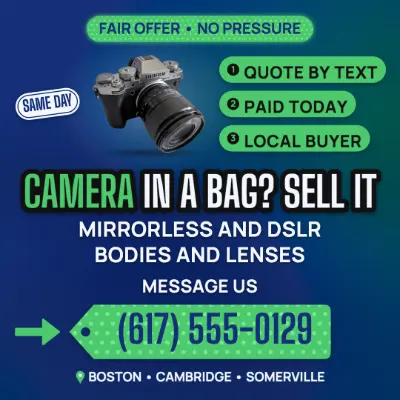 FAIR OFFER • NO PRESSURE
SAME DAY
1 QUOTE BY TEXT
2 PAID TODAY
3 LOCAL BUYER
CAMERA IN A BAG? SELL IT
MIRRORLESS AND DSLR
BODIES AND LENSES
MESSAGE US
(617) 555-0129
BOSTON • CAMBRIDGE • SOMERVILLE